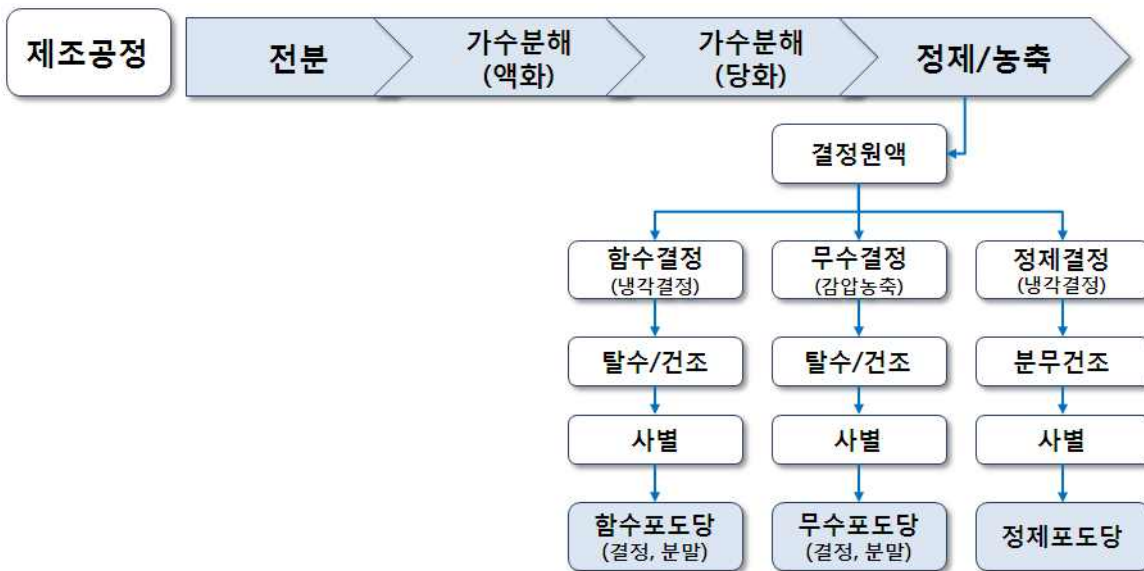 제조공정
전분
가수분해
(액화)
가수분해
(당화)
정제/농축
결정원액
함수결정
(냉각결정)
무수결정
(감압농축)
정제결정
(냉각결정)
탈수/건조
탈수/건조
분무건조
사별
사별
사별
함수포도당
(결정, 분말)
무수포도당
(결정, 분말)
정제포도당